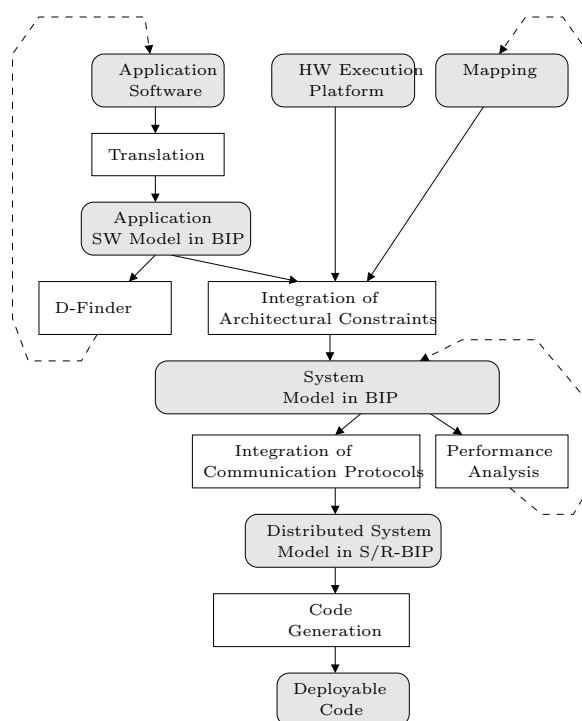 Application
Software
HW Execution
Platform
Mapping
Translation
Application
SW Model in BIP
D-Finder
Integration of
Architectural Constraints
System
Model in BIP
Integration of
Communication Protocols
Performance
Analysis
Distributed System
Model in S/R-BIP
Code
Generation
Deployable
Code